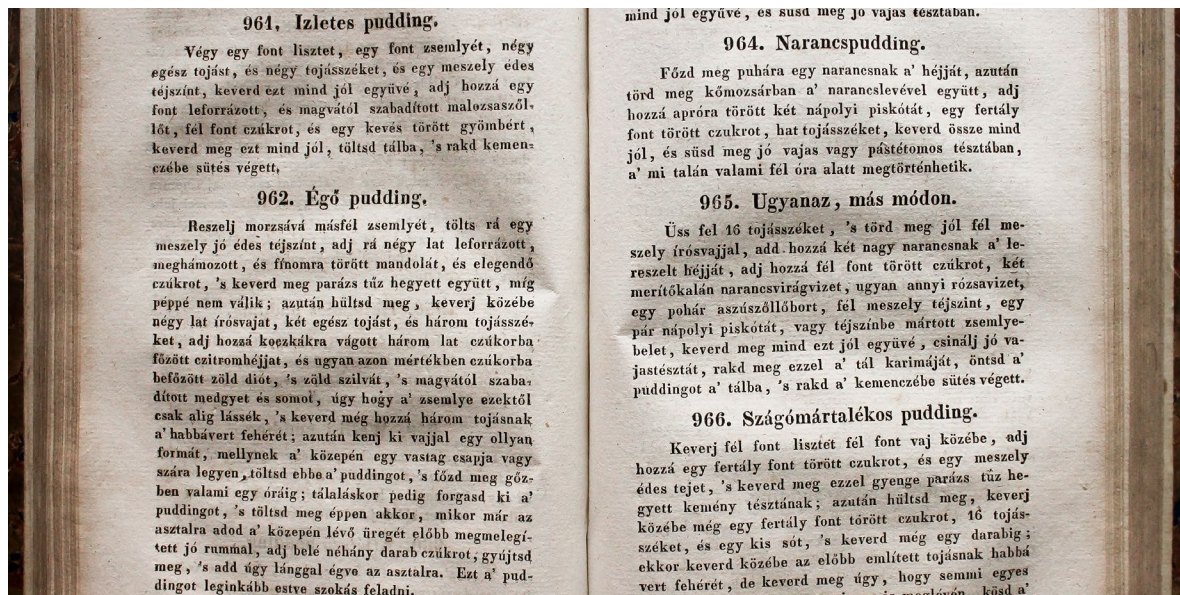 961, Izletes pudding.
Végy egy font lisztet, egy font zsemlyét, négy
egész tojást, és négy tojásszéket, és egy meszely édes
téjszínt, keverd ezt mind jól együvé, adj hozzá egy
font leforrázott, és magvától szabadított malozsaszől-
lőt, fél font czúkrot, és egy kevés törött gyömbért,
keverd meg ezt mind jól, töltsd tálba, 's rakd kemen-
czébe sütés végett,
962. Égő pudding.
Reszelj morzsává másfél zsemlyét, tölts rá egy
meszely jó édes téjszínt, adj rá négy lat leforrázott,
meghámozott, és fínomra törött mandolát, és elegendő
czúkrot, 's keverd meg parázs tűz hegyett együtt, míg
péppé nem válik; azután hűltsd meg, keverj közébe
négy lat írósvajat, két egész tojást, és három tojásszé-
ket, adj hozzá koczkákra vágott három lat czúkorba
főzött czitromhéjjat, és ugyan azon mértékben czúkorba
befőzött zöld diót, 's zöld szilvát, 's magvától szaba-
dított medgyet és somot, úgy hogy a' zsemlye ezektől
csak alig lássék, 's keverd még hozzá három tojásnak
a' habbávert fehérét; azután kenj ki vajjal egy ollyan
formát, mellynek a' közepén egy vastag csapja vagy
szára legyen, töltsd ebbe a' puddingot, 's főzd meg gőz-
ben valami egy óráig; tálaláskor pedig forgasd ki a'
puddingot, 's töltsd meg éppen akkor, mikor már az
asztalra adod a' közepén lévő üregét előbb megmelegí-
tett jó rummal, adj belé néhány darab czúkrot, gyújtsd
meg, 's add úgy lánggal égve az asztalra. Ezt a' pud-
dingot leginkább estve szokás feladni.
mind jól együvé, és süsd meg jó vajas tésztában.
964. Narancspudding.
Főzd meg puhára egy narancsnak a' héjját, azután
törd meg kőmozsárban a' narancslevével együtt, adj
hozzá apróra törött két nápolyi piskótát, egy fertály
font törött czukrot, hat tojásszéket, keverd össze mind
jól, és süsd meg jó vajas vagy pástétomos tésztában,
a' mi talán valami fél óra alatt megtörténhetik.
965. Ugyanaz, más módon.
Üss fel 16 tojásszéket, 's törd meg jól fél me-
szely írósvajjal, add hozzá két nagy narancsnak a' le-
reszelt héjját, adj hozzá fél font törött czúkrot, két
merítőkalán narancsvirágvizet, ugyan annyi rózsavizet,
egy pohár aszúszőllőbort, fél meszely téjszint, egy
pár nápolyi piskótát, vagy téjszínbe mártott zsemlye-
belet, keverd meg mind ezt jól együvé, csinálj jó va-
jastésztát, rakd meg ezzel a' tál karimáját, öntsd a'
puddingot a' tálba, 's rakd a' kemenczébe sütés végett.
966. Szágómártalékos pudding.
Keverj fél font lisztet fél font vaj közébe, adj
hozzá egy fertály font törött czukrot, és egy meszely
édes tejet, 's keverd meg ezzel gyenge parázs tűz he-
gyett kemény tésztának; azután hűltsd meg, keverj
közébe még egy fertály font törött czukrot, 16 tojás-
széket, és egy kis sót, 's keverd még egy darabig;
ekkor keverd közébe az előbb említett tojásnak habbá
vert fehérét, de keverd meg úgy, hogy semmi egyes